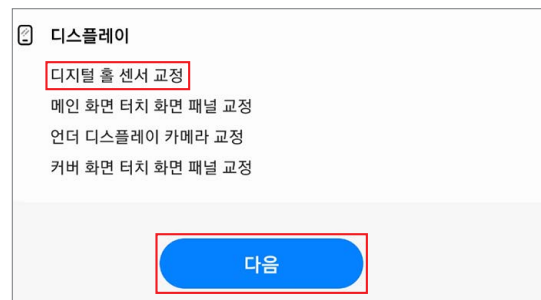 디스플레이
디지털 홀 센서 교정
메인 화면 터치 화면 패널 교정
언더 디스플레이 카메라 교정
커버 화면 터치 화면 패널 교정
다음